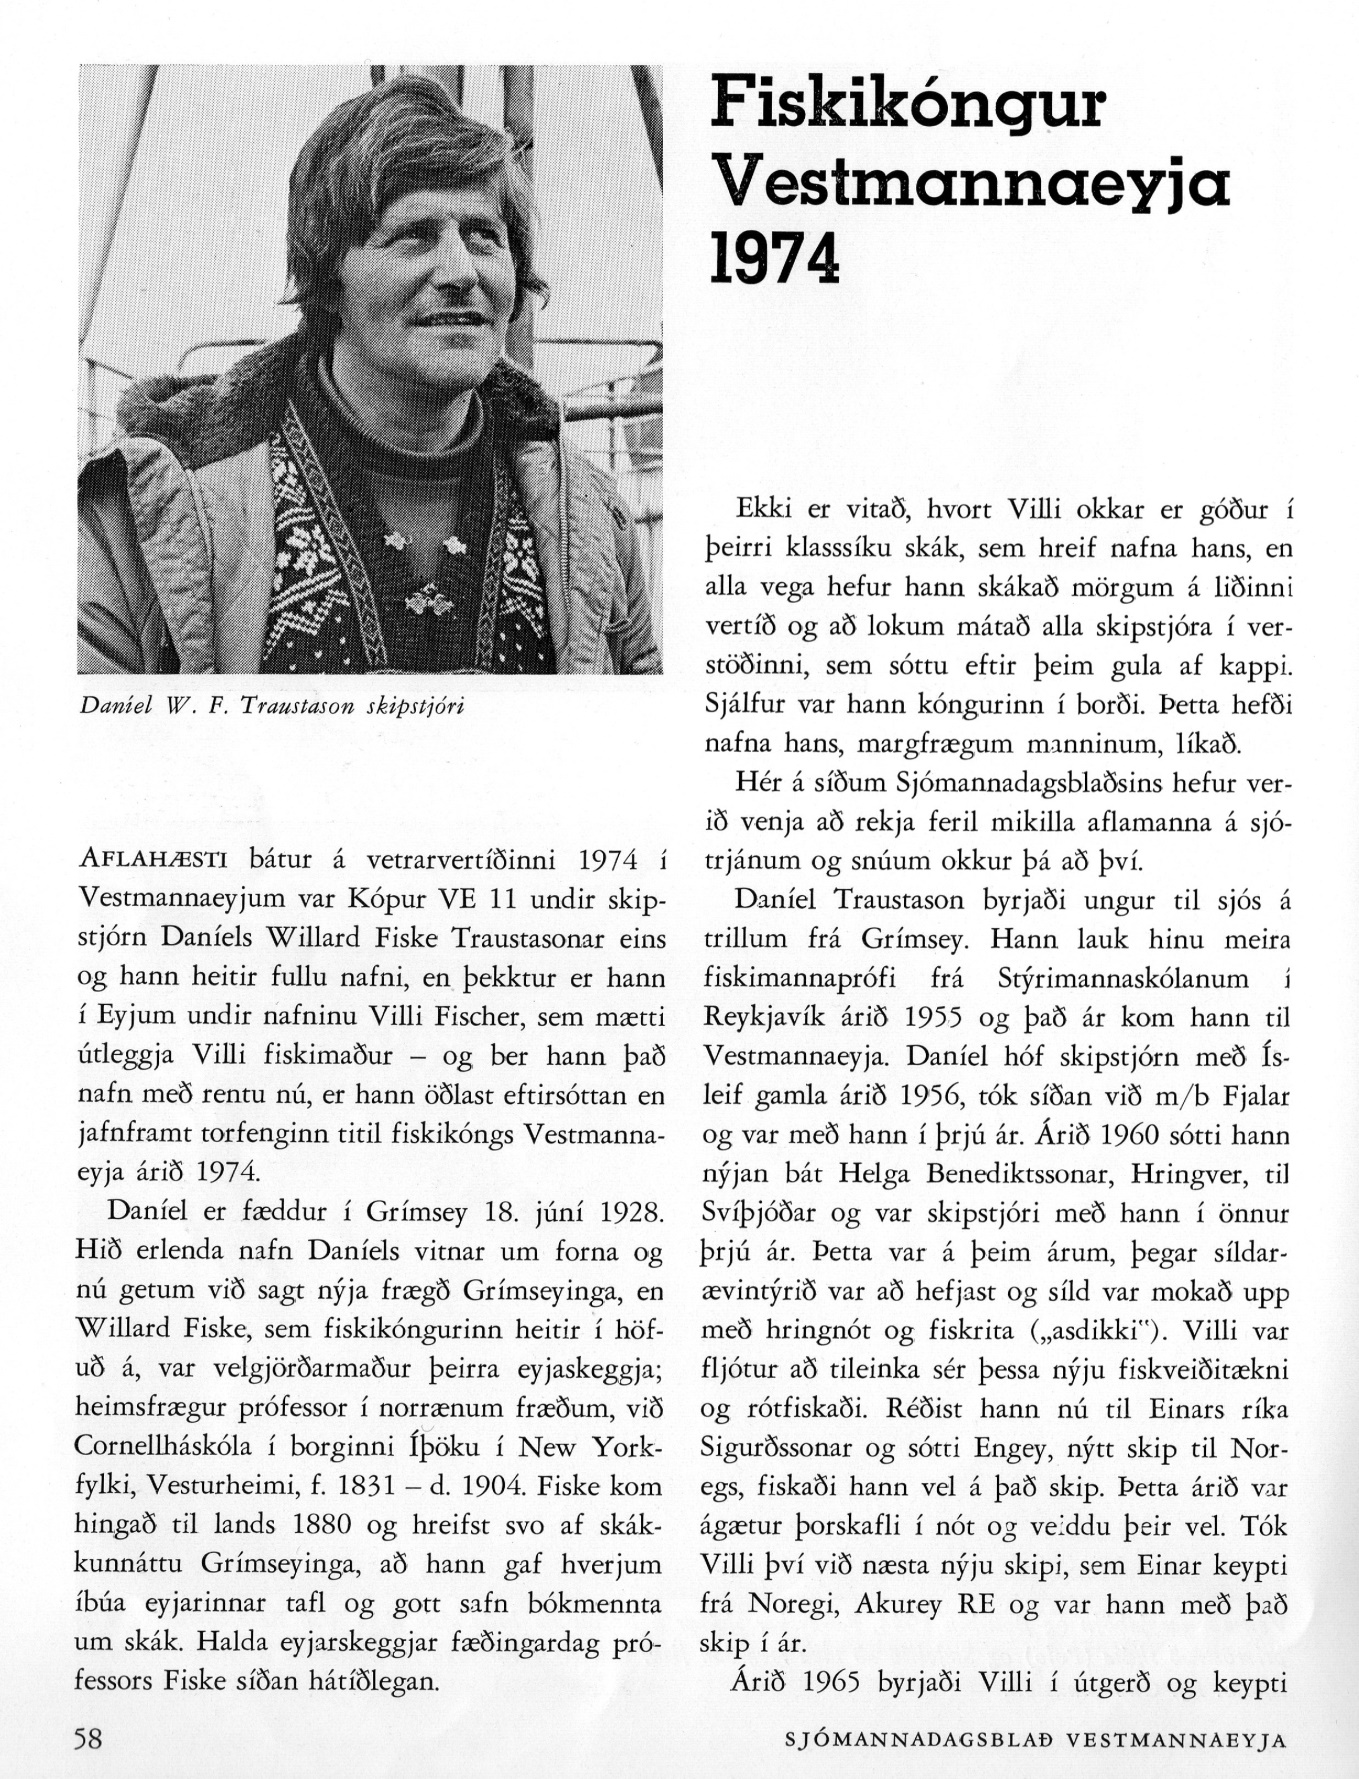 Fiskikóngur
Vestmannaeyja
1974
Daníel W. F. Traustason skipstjóri
AFLAHÆSTI bátur á vetrarvertíðinni 1974 í
Vestmannaeyjum var Kópur VE 11 undir skip-
stjórn Daníels Willard Fiske Traustasonar eins
og hann heitir fullu nafni, en þekktur er hann
í Eyjum undir nafninu Villi Fischer, sem mætti
útleggja Villi fiskimaður – og ber hann það
nafn með rentu nú, er hann öðlast eftirsóttan en
jafnframt torfenginn titil fiskikóngs Vestmanna-
eyja árið 1974.
Daníel er fæddur í Grímsey 18. júní 1928.
Hið erlenda nafn Daníels vitnar um forna og
nú getum við sagt nýja frægð Grímseyinga, en
Willard Fiske, sem fiskikóngurinn heitir í höf-
uð á, var velgjörðarmaður þeirra eyjaskeggja;
heimsfrægur prófessor í norrænum fræðum, við
Cornellháskóla í borginni Íþöku í New York-
fylki, Vesturheimi, f. 1831 – d. 1904. Fiske kom
hingað til lands 1880 og hreifst svo af skák-
kunnáttu Grímseyinga, að hann gaf hverjum
íbúa eyjarinnar tafl og gott safn bókmennta
um skák. Halda eyjarskeggjar fæðingardag pró-
fessors Fiske síðan hátíðlegan.
Ekki er vitað, hvort Villi okkar er góður í
þeirri klasssíku skák, sem hreif nafna hans, en
alla vega hefur hann skákað mörgum á liðinni
vertíð og að lokum mátað alla skipstjóra í ver-
stöðinni, sem sóttu eftir þeim gula af kappi.
Sjálfur var hann kóngurinn í borði. Þetta hefði
nafna hans, margfrægum manninum, líkað.
Hér á síðum Sjómannadagsblaðsins hefur ver-
ið venja að rekja feril mikilla aflamanna á sjó-
trjánum og snúum okkur þá að því.
Daníel Traustason byrjaði ungur til sjós á
trillum frá Grímsey. Hann lauk hinu meira
fiskimannaprófi frá Stýrimannaskólanum í
Reykjavík árið 1955 og það ár kom hann til
Vestmannaeyja. Daníel hóf skipstjórn með Ís-
leif gamla árið 1956, tók síðan við m/b Fjalar
og var með hann í þrjú ár. Árið 1960 sótti hann
nýjan bát Helga Benediktssonar, Hringver, til
Svíþjóðar og var skipstjóri með hann í önnur
þrjú ár. Þetta var á þeim árum, þegar síldar-
ævintýrið var að hefjast og síld var mokað upp
með hringnót og fiskrita („asdikki"). Villi var
fljótur að tileinka sér þessa nýju fiskveiðitækni
og rótfiskaði. Réðist hann nú til Einars ríka
Sigurðssonar og sótti Engey, nýtt skip til Nor-
egs, fiskaði hann vel á það skip. Þetta árið var
ágætur þorskafli í nót og veiddu þeir vel. Tók
Villi því við næsta nýju skipi, sem Einar keypti
frá Noregi, Akurey RE og var hann með það
skip í ár.
Árið 1965 byrjaði Villi í útgerð og keypti
58
SJÓMANNADAGSBLAÐ VESTMANNAEYJA